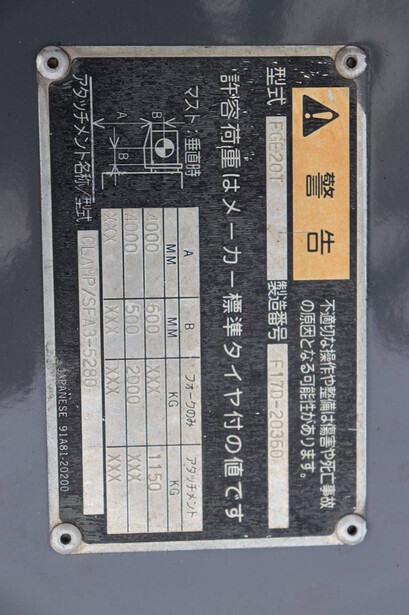 警告
不適切な操作や整備は傷害や死亡事故
の原因となる可能性があります。
型式 FGE20T 製造番号 F17D-20360
許容荷重はメーカー標準タイヤ付の値です
マスト:垂直時
A
B
B
A B フォークのみ アタッチメント
MM MM KG KG
4000 600 XXX 1150
4000 500 2000 XXX
XXX XXX XXX XXX
アタッチメント名称/型式 CLAMP/SFA3-5280
JAPANESE 91A81-20200